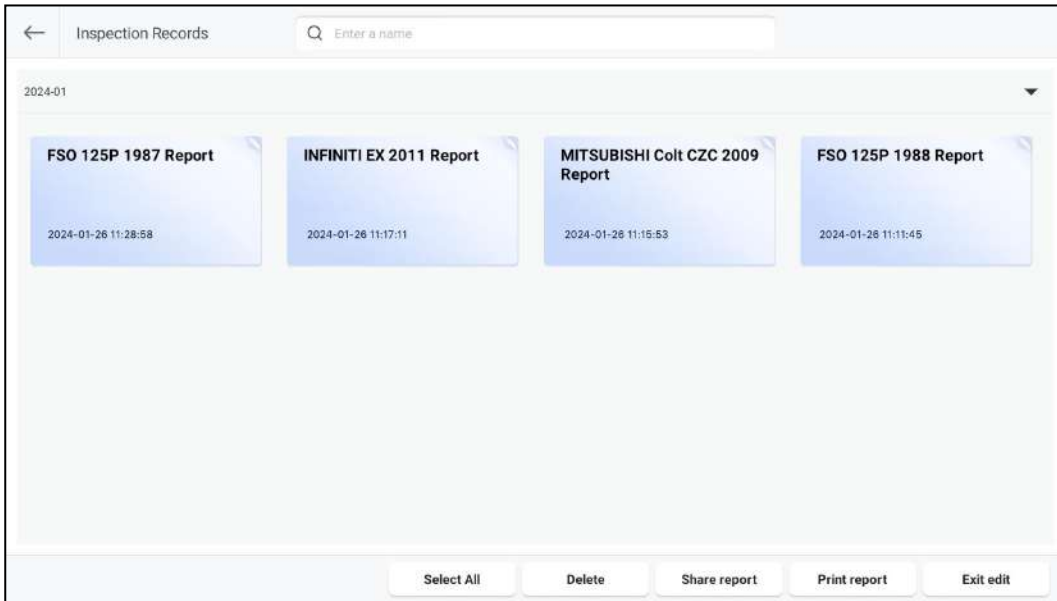 Inspection Records
Enter a name
2024-01
FSO 125P 1987 Report
2024-01-26 11:28:58
INFINITI EX 2011 Report
2024-01-26 11:17:11
MITSUBISHI Colt CZC 2009
Report
2024-01-26 11:15:53
FSO 125P 1988 Report
2024-01-26 11:11:45
Select All
Delete
Share report
Print report
Exit edit